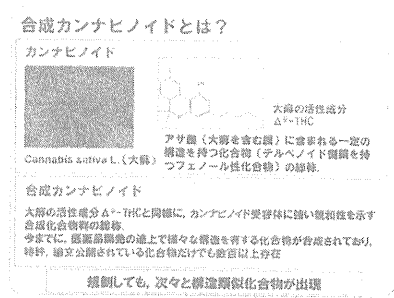 合成カンナビノイドとは？
カンナビノイド
大麻の活性成分
Δ⁹-THC
アサ類（大麻を含む類）に含まれる一定の
構造を持つ化合物（テルペノイド側鎖を持
つフェノール性化合物）の総称.
Cannabis sative L.（大麻）
合成カンナビノイド
大麻の活性成分Δ⁹-THCと同様に，カンナビノイド受容体に強い親和性を示す
合成化合物群の総称.
今までに，医薬品開発の途上で様々な構造を有する化合物が合成されており，
特許，論文公開されている化合物だけでも数百以上存在
規制しても，次々と構造類似化合物が出現